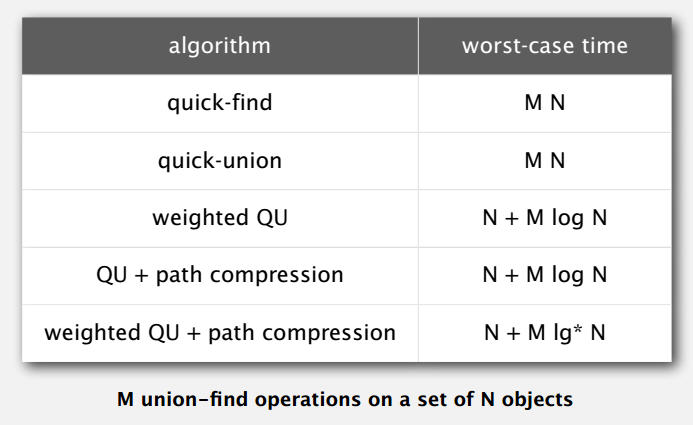 algorithm worst-case time
quick-find M N
quick-union M N
weighted QU N + M log N
QU + path compression N + M log N
weighted QU + path compression N + M lg* N
M union-find operations on a set of N objects